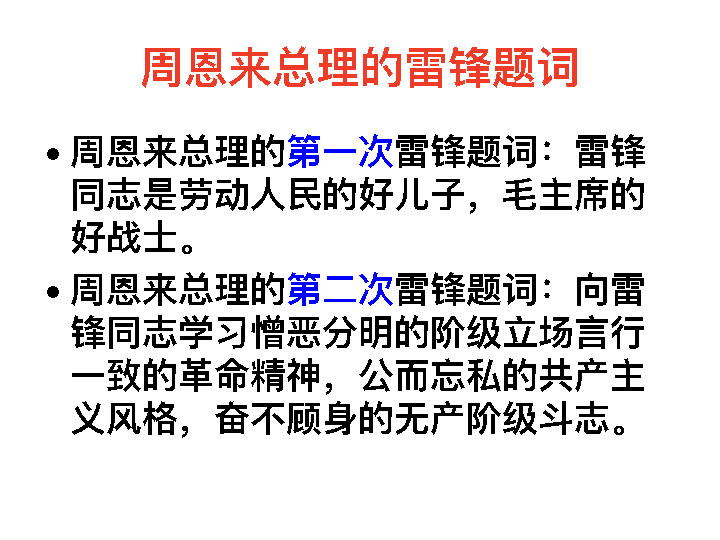 周恩来总理的雷锋题词
• 周恩来总理的第一次雷锋题词：雷锋
同志是劳动人民的好儿子，毛主席的
好战士。
• 周恩来总理的第二次雷锋题词：向雷
锋同志学习憎恶分明的阶级立场言行
一致的革命精神，公而忘私的共产主
义风格，奋不顾身的无产阶级斗志。